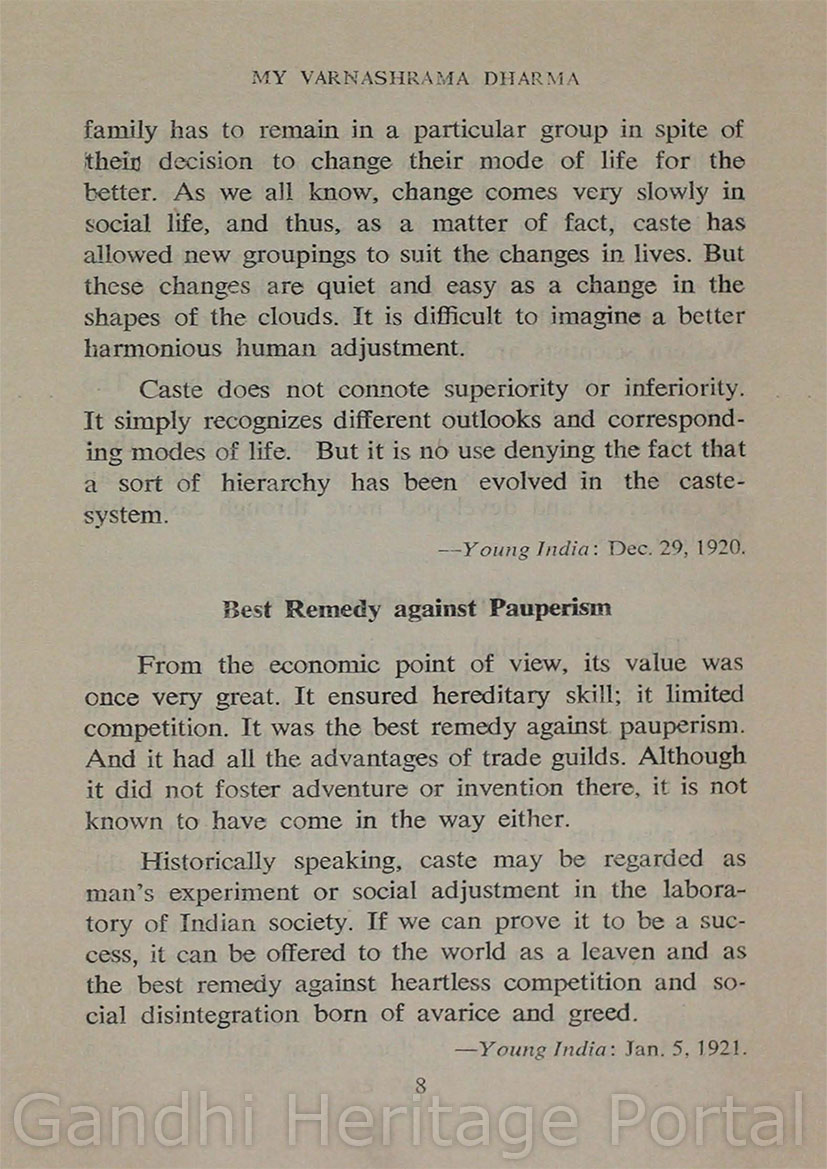 MY VARNASHRAMA DHARMA
family has to remain in a particular group in spite of
their decision to change their mode of life for the
better. As we all know, change comes very slowly in
social life, and thus, as a matter of fact, caste has
allowed new groupings to suit the changes in lives. But
these changes are quiet and easy as a change in the
shapes of the clouds. It is difficult to imagine a better
harmonious human adjustment.
Caste does not connote superiority or inferiority.
It simply recognizes different outlooks and correspond-
ing modes of life. But it is no use denying the fact that
a sort of hierarchy has been evolved in the caste-
system.
—Young India: Dec. 29, 1920.
Best Remedy against Pauperism
From the economic point of view, its value was
once very great. It ensured hereditary skill; it limited
competition. It was the best remedy against pauperism.
And it had all the advantages of trade guilds. Although
it did not foster adventure or invention there, it is not
known to have come in the way either.
Historically speaking, caste may be regarded as
man's experiment or social adjustment in the labora-
tory of Indian society. If we can prove it to be a suc-
cess, it can be offered to the world as a leaven and as
the best remedy against heartless competition and so-
cial disintegration born of avarice and greed.
—Young India: Jan. 5, 1921.
8
Gandhi Heritage Portal